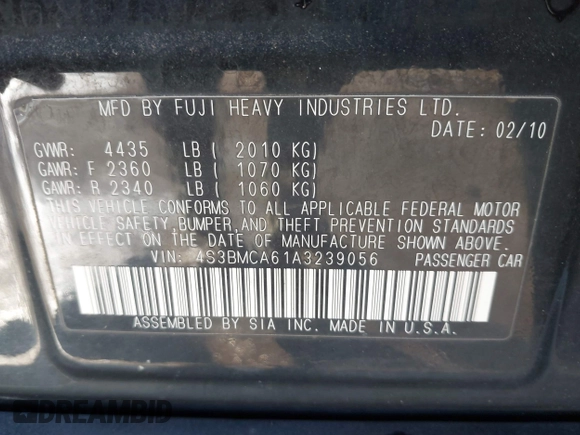 MFD BY FUJI HEAVY INDUSTRIES LTD.
DATE: 02/10
GVWR: 4435 LB ( 2010 KG)
GAWR: F 2360 LB ( 1070 KG)
GAWR: R 2340 LB ( 1060 KG)
THIS VEHICLE CONFORMS TO ALL APPLICABLE FEDERAL MOTOR
VEHICLE SAFETY,BUMPER,AND THEFT PREVENTION STANDARDS
IN EFFECT ON THE DATE OF MANUFACTURE SHOWN ABOVE.
VIN: 4S3BMCA61A3239056 PASSENGER CAR
ASSEMBLED BY SIA INC. MADE IN U.S.A.
DREAMBID